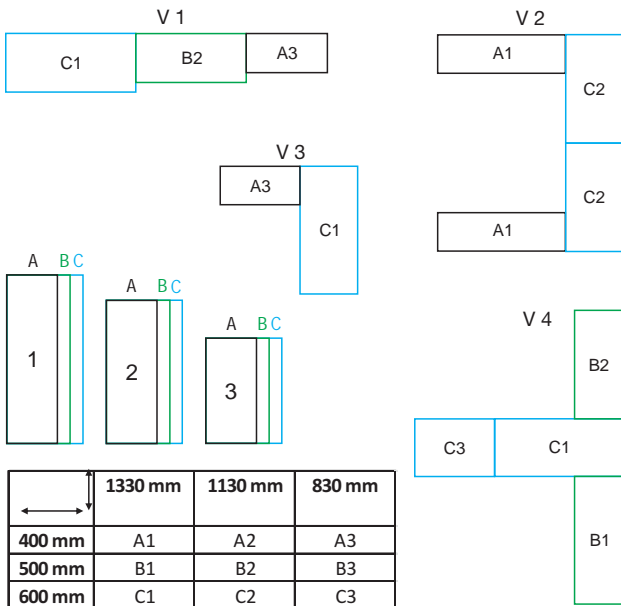 V 1
C1
B2
A3
V 2
A1
C2
C2
A1
V 3
A3
C1
A B C
1
A B C
2
A B C
3
V 4
B2
C3
C1
B1
1330 mm 1130 mm 830 mm
400 mm A1 A2 A3
500 mm B1 B2 B3
600 mm C1 C2 C3